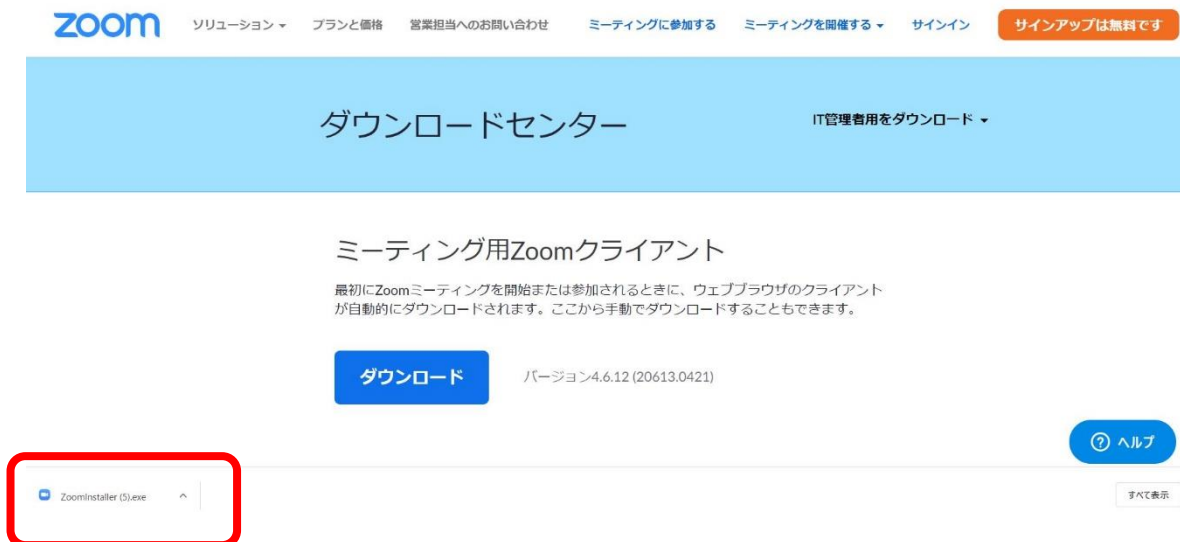 zoom ソリューション プランと価格 営業担当へのお問い合わせ ミーティングに参加する ミーティングを開催する サインイン サインアップは無料です
ダウンロードセンター IT管理者用をダウンロード
ミーティング用Zoomクライアント
最初にZoomミーティングを開始または参加されるときに、ウェブブラウザのクライアント
が自動的にダウンロードされます。ここから手動でダウンロードすることもできます。
ダウンロード バージョン4.6.12 (20613.0421)
ヘルプ
ZoomInstaller (5).exe すべて表示